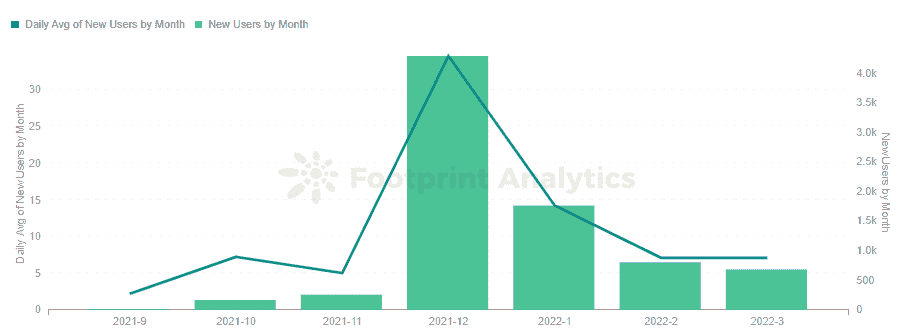 Daily Avg of New Users by Month New Users by Month
Daily Avg of New Users by Month
30
25
20
15
10
5
0
Footprint Analytics
4.0k
3.5k
3.0k
2.5k
2.0k
1.5k
1.0k
500
0
New Users by Month
2021-9 2021-10 2021-11 2021-12 2022-1 2022-2 2022-3